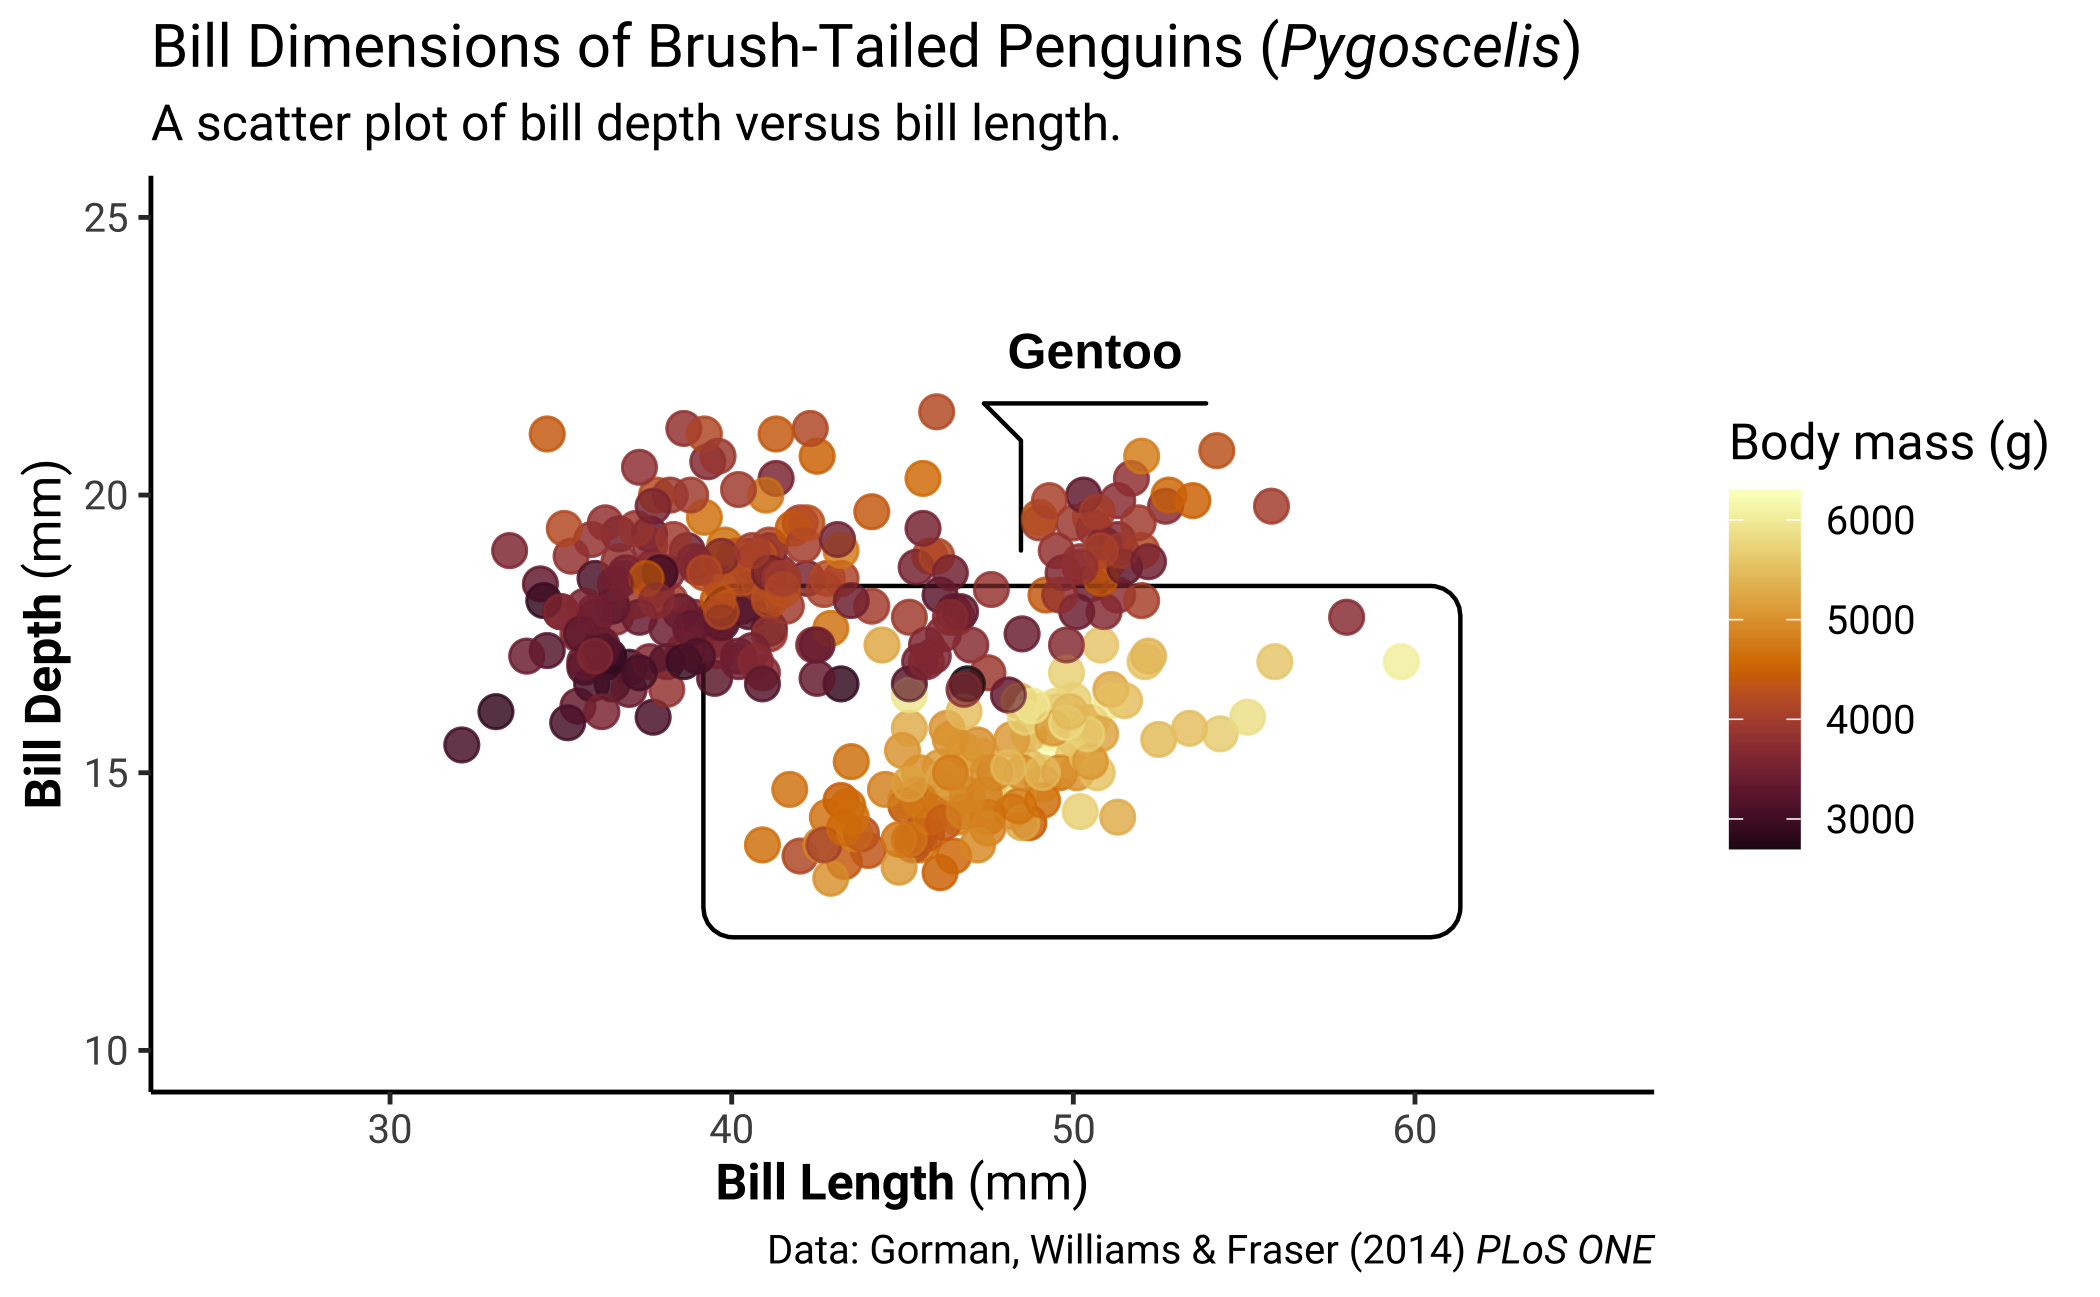 Bill Dimensions of Brush-Tailed Penguins (Pygoscelis)
A scatter plot of bill depth versus bill length.
Bill Depth (mm)
25
20
15
10
Gentoo
Body mass (g)
6000
5000
4000
3000
30 40 50 60
Bill Length (mm)
Data: Gorman, Williams & Fraser (2014) PLoS ONE